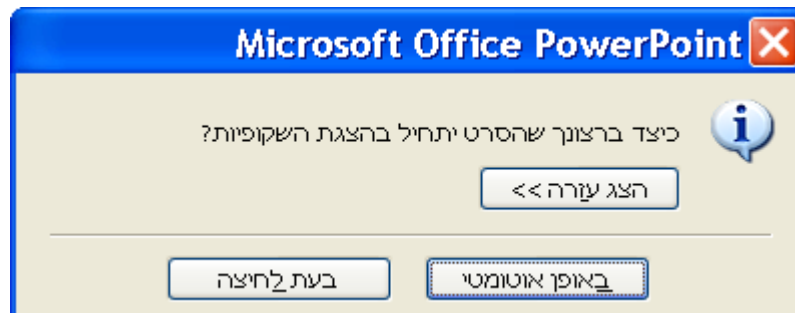 Microsoft Office PowerPoint
כיצד ברצונך שהסרט יתחיל בהצגת השקופיות?
הצג עזרה >>
באופן אוטומטי
בעת לחיצה